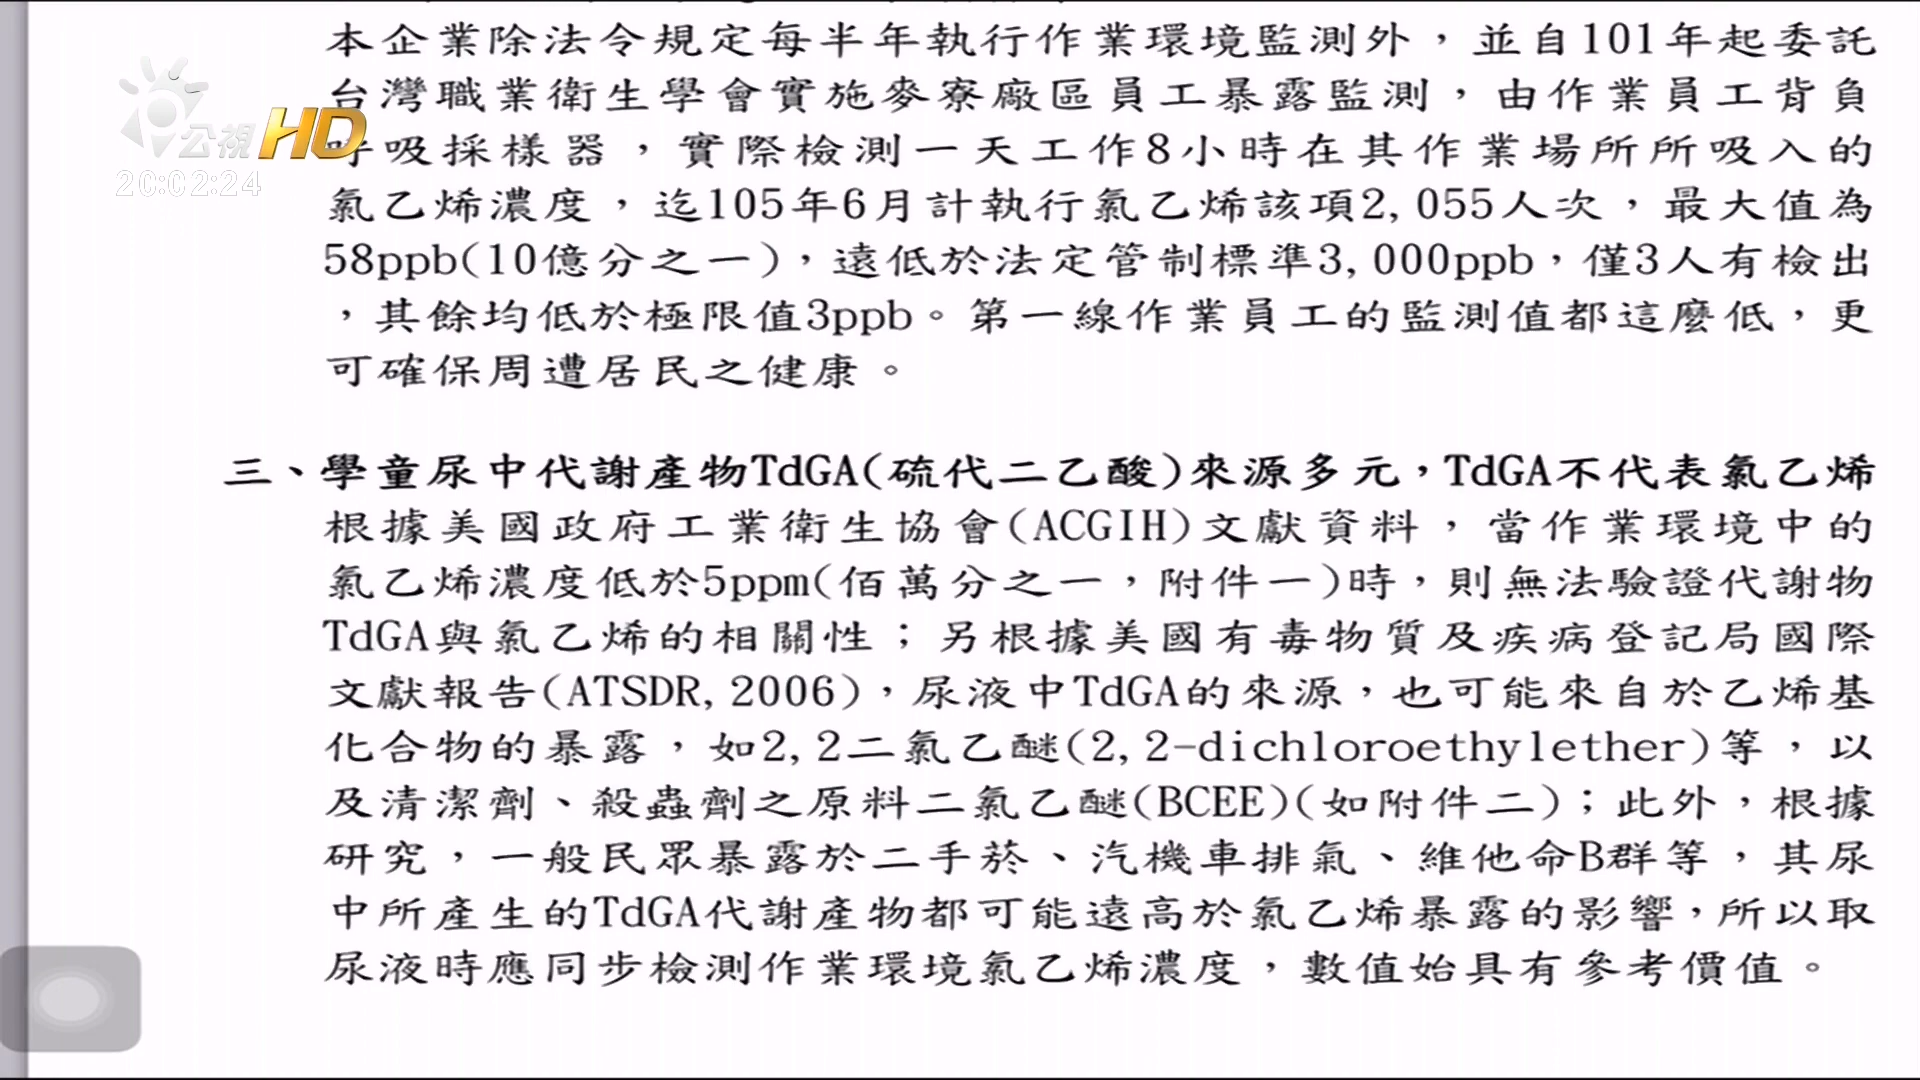 本企業除法令規定每半年執行作業環境監測外，並自101年起委託
台灣職業衛生學會實施麥寮廠區員工暴露監測，由作業員工背負
呼吸採樣器，實際檢測一天工作8小時在其作業場所所吸入的
氯乙烯濃度，迄105年6月計執行氯乙烯該項2,055人次，最大值為
58ppb(10億分之一)，遠低於法定管制標準3,000ppb，僅3人有檢出
，其餘均低於極限值3ppb。第一線作業員工的監測值都這麼低，更
可確保周遭居民之健康。
三、學童尿中代謝產物TdGA(硫代二乙酸)來源多元，TdGA不代表氯乙烯
根據美國政府工業衛生協會(ACGIH)文獻資料，當作業環境中的
氯乙烯濃度低於5ppm(佰萬分之一，附件一)時，則無法驗證代謝物
TdGA與氯乙烯的相關性；另根據美國有毒物質及疾病登記局國際
文獻報告(ATSDR,2006)，尿液中TdGA的來源，也可能來自於乙烯基
化合物的暴露，如2,2二氯乙醚(2,2-dichloroethylether)等，以
及清潔劑、殺蟲劑之原料二氯乙醚(BCEE)(如附件二)；此外，根據
研究，一般民眾暴露於二手菸、汽機車排氣、維他命B群等，其尿
中所產生的TdGA代謝產物都可能遠高於氯乙烯暴露的影響，所以取
尿液時應同步檢測作業環境氯乙烯濃度，數值始具有參考價值。
公視HD
20:02:24